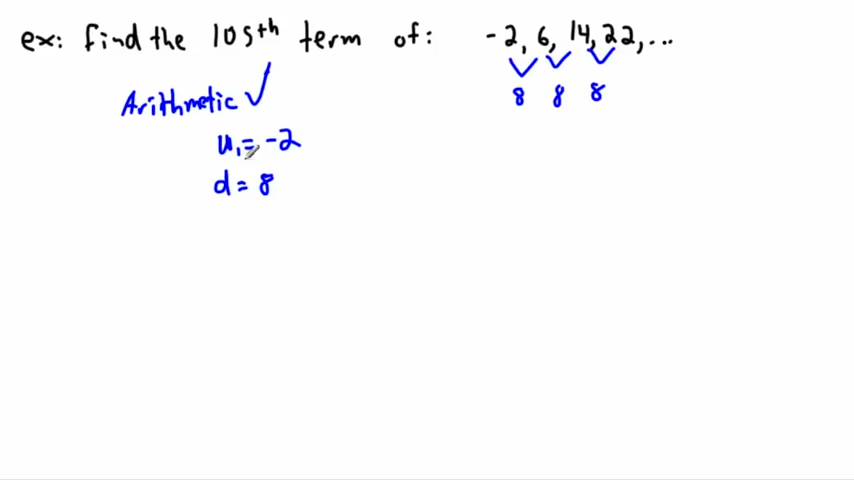 ex: find the 105th term of: -2, 6, 14, 22, ...
8 8 8
Arithmetic ✓
u₁ = -2
d = 8